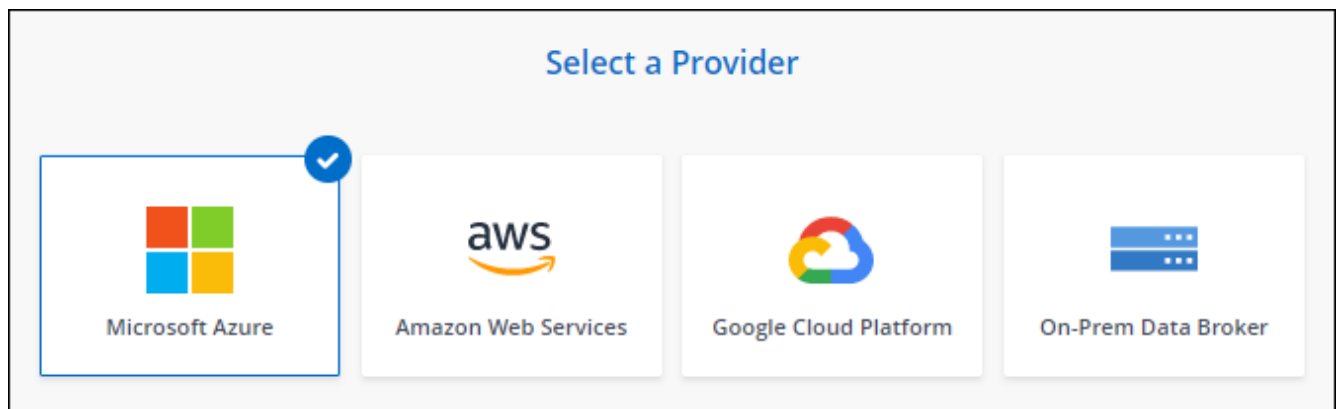 Select a Provider
aws
Microsoft Azure
Amazon Web Services
Google Cloud Platform
On-Prem Data Broker